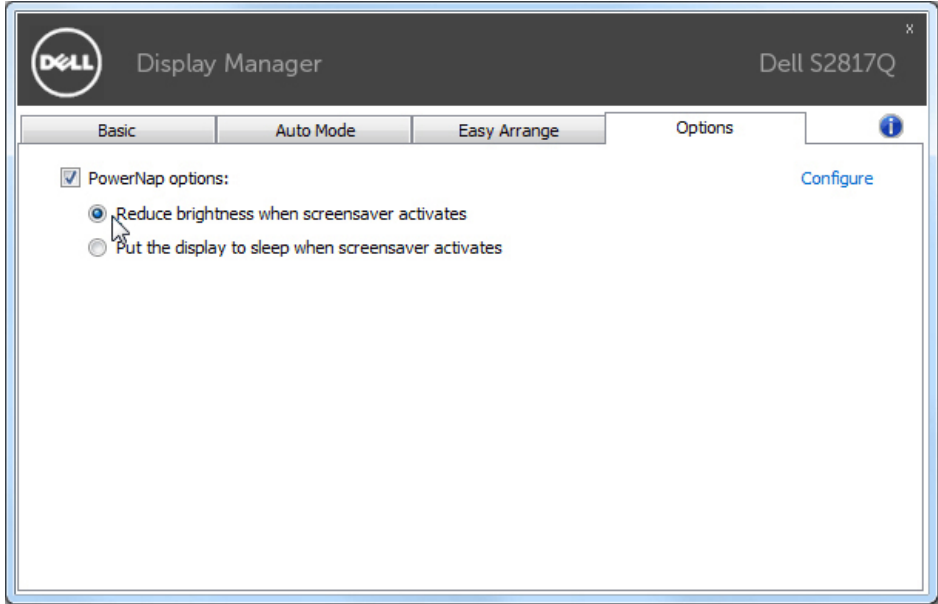 x
DELL Display Manager Dell S2817Q
Basic Auto Mode Easy Arrange Options i
PowerNap options: Configure
Reduce brightness when screensaver activates
Put the display to sleep when screensaver activates